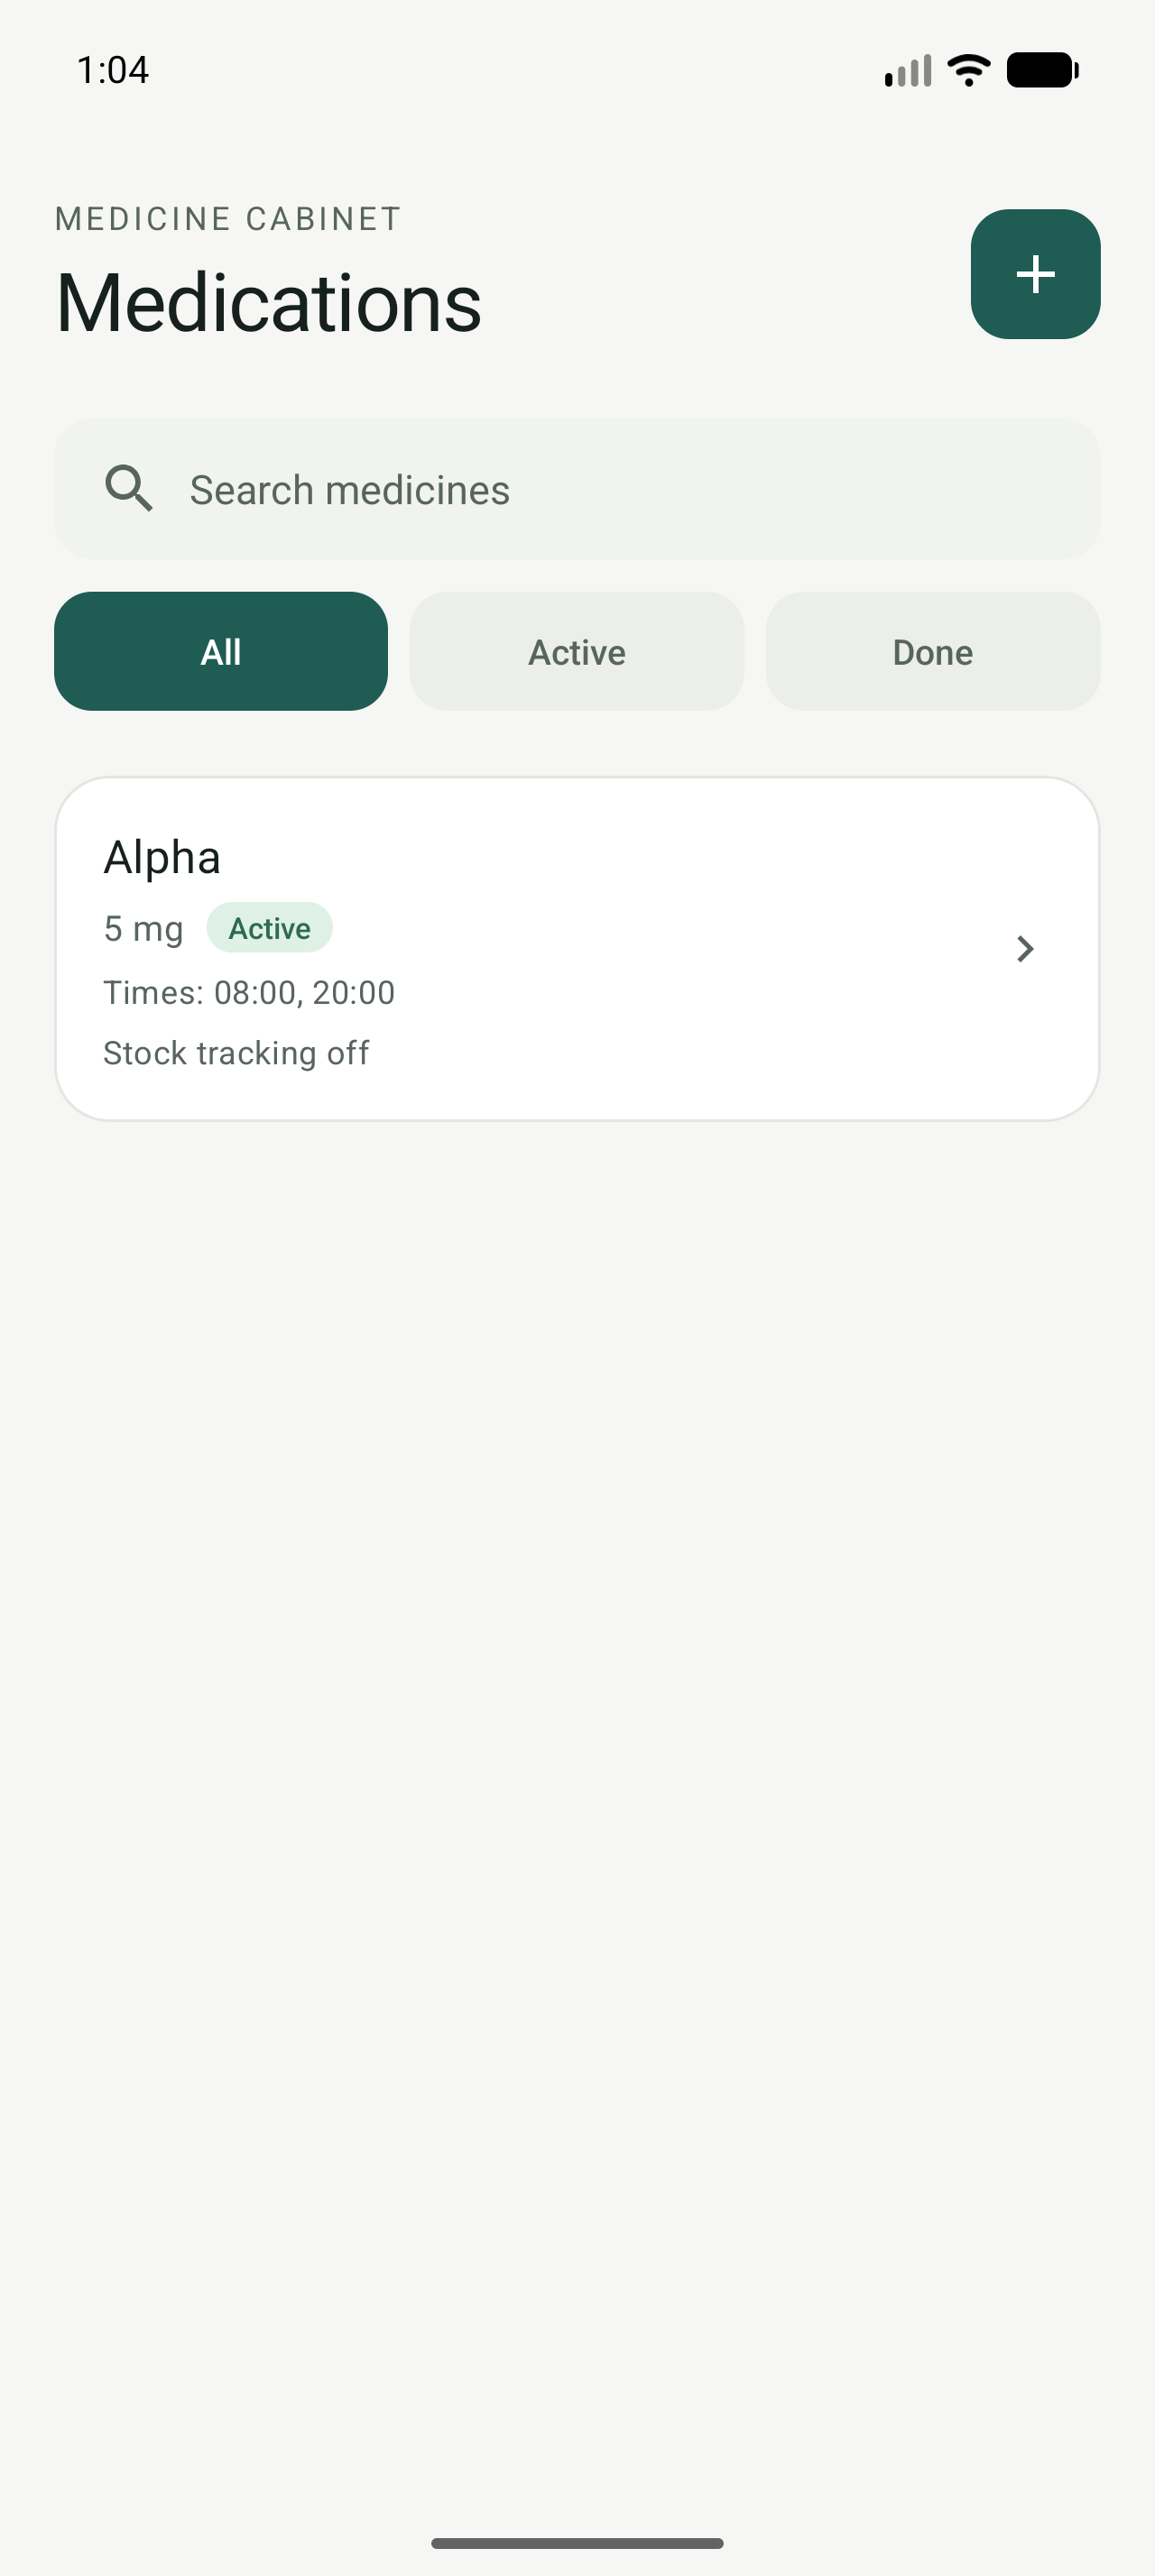 1:04
MEDICINE CABINET
Medications
Search medicines
All Active Done
Alpha
5 mg Active
Times: 08:00, 20:00
Stock tracking off